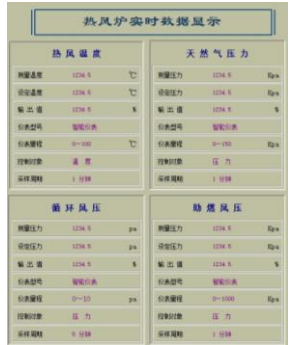 热风炉实时数据显示
热风温度
测量温度 1234.5 ℃
设定温度 1234.5 ℃
输出值 1234.5 %
仪表型号 智能仪表
仪表量程 0~100 ℃
控制对象 温度
采样周期 1 分钟
天然气压力
测量压力 1234.5 Kpa
设定压力 1234.5 Kpa
输出值 1234.5 %
仪表型号 智能仪表
仪表量程 0~150 Kpa
控制对象 压力
采样周期 1 分钟
循环风压
测量压力 1234.5 pa
设定压力 1234.5 pa
输出值 1234.5 %
仪表型号 智能仪表
仪表量程 0~10 pa
控制对象 压力
采样周期 分钟
助燃风压
测量压力 1234.5 Kpa
设定压力 1234.5 Kpa
输出值 1234.5 %
仪表型号 智能仪表
仪表量程 0~1000 Kpa
控制对象 压力
采样周期 1 分钟